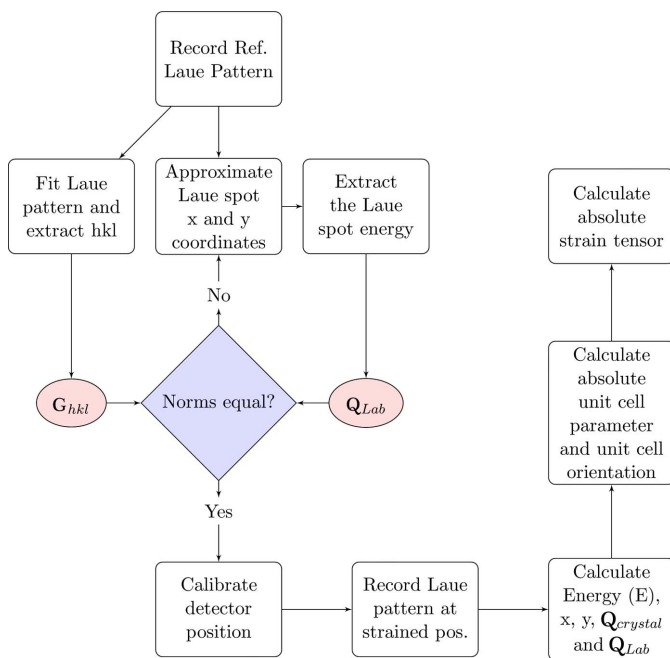 Record Ref.
Laue Pattern
Fit Laue
pattern and
extract hkl
Approximate
Laue spot
x and y
coordinates
Extract
the Laue
spot energy
Calculate
absolute
strain tensor
No
G_hkl
Norms equal?
Q_Lab
Calculate
absolute
unit cell
parameter
and unit cell
orientation
Yes
Calibrate
detector
position
Record Laue
pattern at
strained pos.
Calculate
Energy (E),
x, y, Q_crystal
and Q_Lab